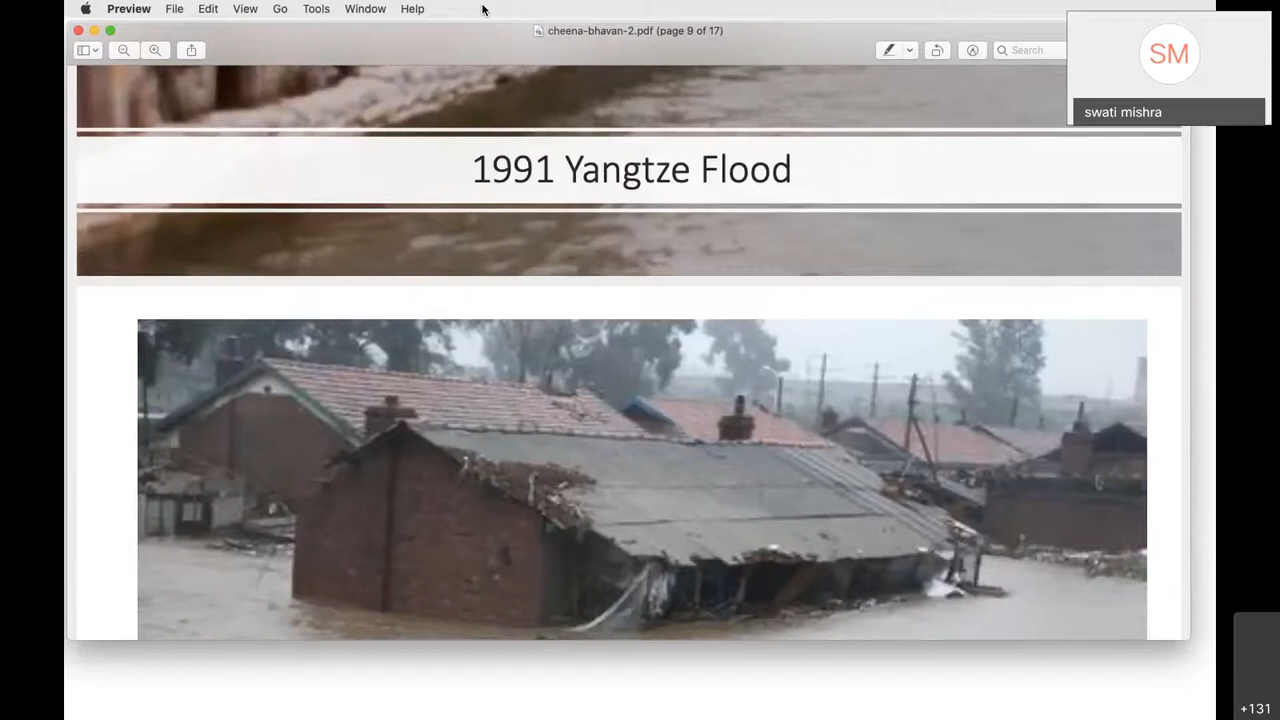 Preview File Edit View Go Tools Window Help
cheena-bhavan-2.pdf (page 9 of 17)
Search
SM
swati mishra
1991 Yangtze Flood
+131